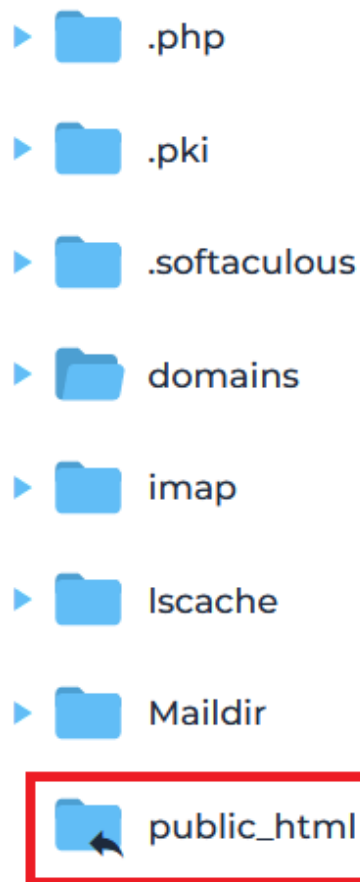 .php
.pki
.softaculous
domains
imap
lscache
Maildir
public_html